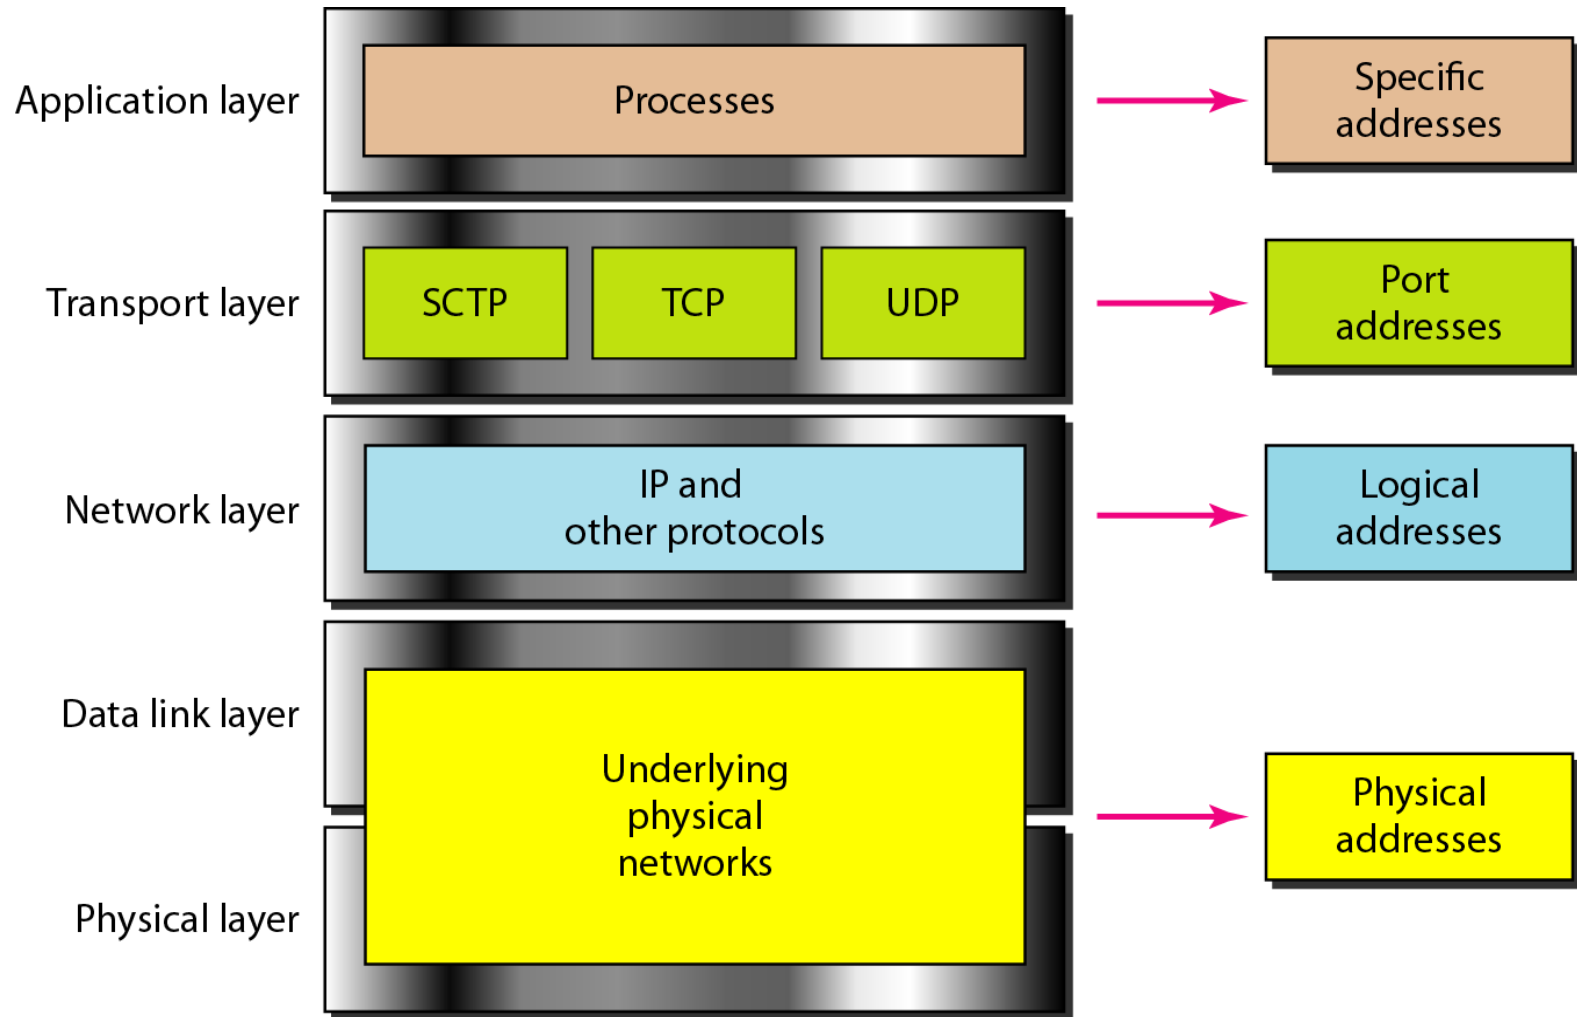 Application layer
Processes
Specific
addresses
Transport layer
SCTP
TCP
UDP
Port
addresses
Network layer
IP and
other protocols
Logical
addresses
Data link layer
Underlying
physical
networks
Physical
addresses
Physical layer